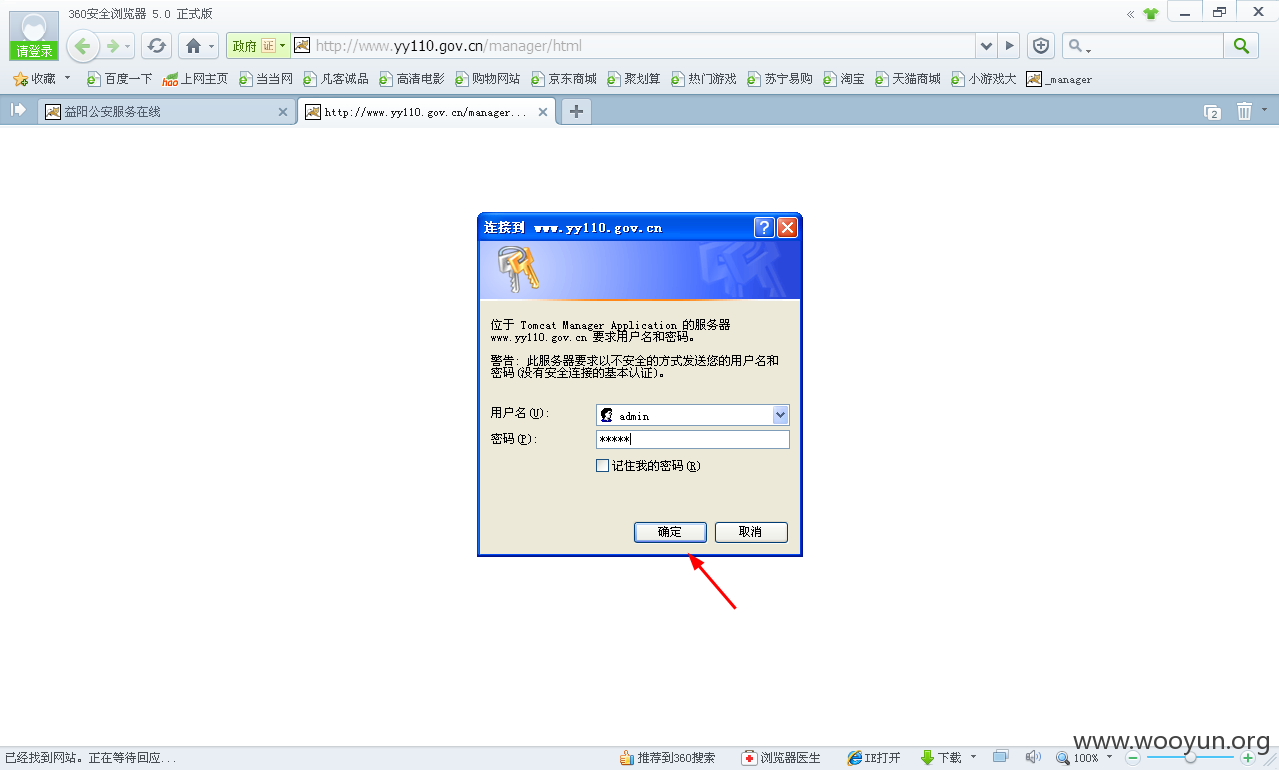 360安全浏览器 5.0 正式版
请登录
政府 证 http://www.yy110.gov.cn/manager/html
收藏 百度一下 上网主页 当当网 凡客诚品 高清电影 购物网站 京东商城 聚划算 热门游戏 苏宁易购 淘宝 天猫商城 小游戏大 _manager
益阳公安服务在线 http://www.yy110.gov.cn/manager ... 2
连接到 www.yy110.gov.cn
位于 Tomcat Manager Application 的服务器
www.yy110.gov.cn 要求用户名和密码。
警告: 此服务器要求以不安全的方式发送您的用户名和
密码(没有安全连接的基本认证)。
用户名(U): admin
密码(P): *****
记住我的密码(R)
确定 取消
www.wooyun.org
已经找到网站。正在等待回应... 推荐到360搜索 浏览器医生 IE打开 下载 100%